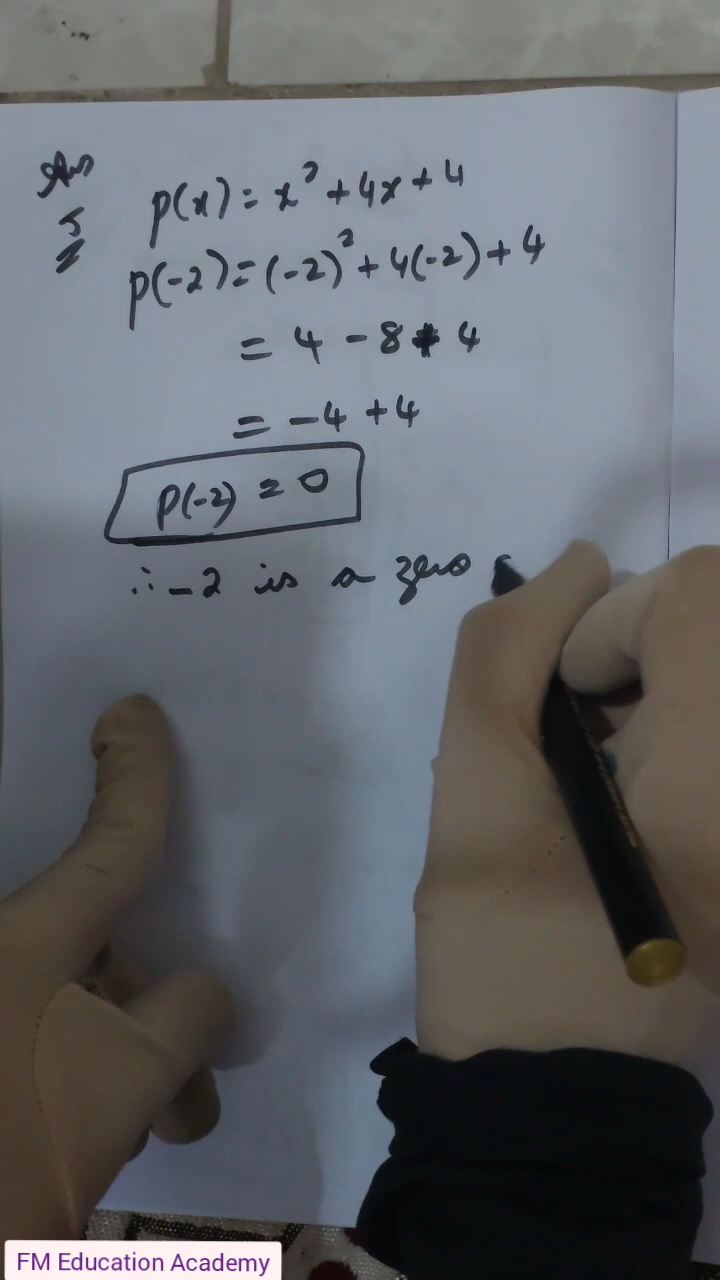 Ans
5
p(x) = x² + 4x + 4
p(-2) = (-2)² + 4(-2) + 4
= 4 - 8 + 4
= -4 + 4
p(-2) = 0
∴ -2 is a zero
FM Education Academy